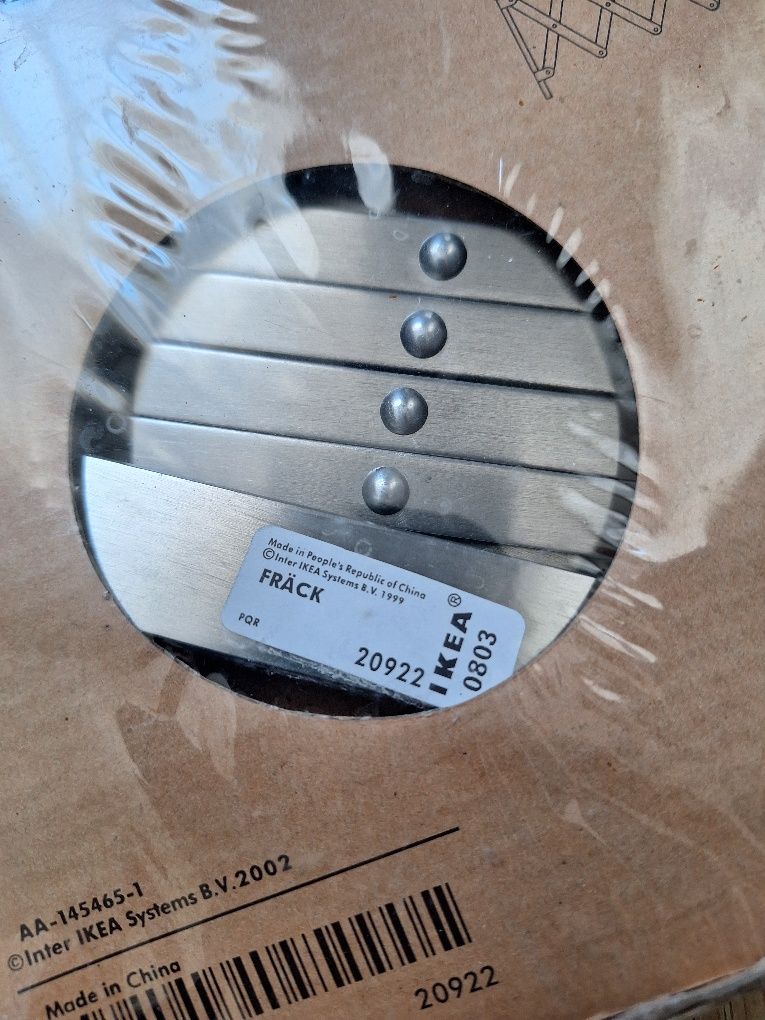 Made in People's Republic of China
©Inter IKEA Systems B.V. 1999
FRÄCK
PQR
20922
IKEA®
0803
AA-145465-1
©Inter IKEA Systems B.V.2002
Made in China
20922